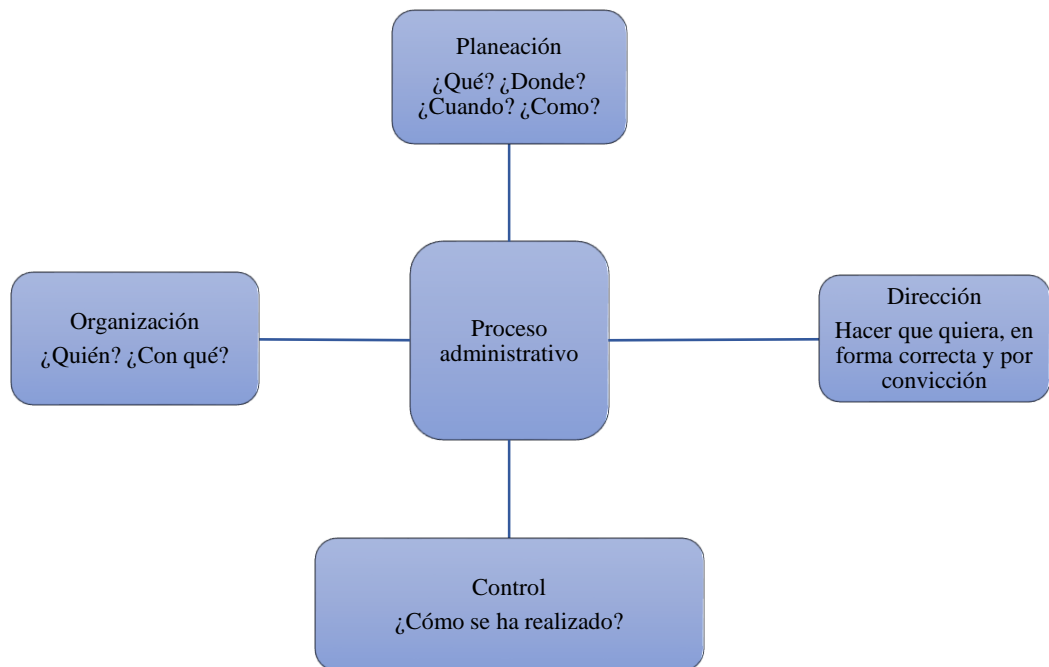 Planeación
¿Qué? ¿Donde?
¿Cuando? ¿Como?
Organización
¿Quién? ¿Con qué?
Proceso
administrativo
Dirección
Hacer que quiera, en
forma correcta y por
convicción
Control
¿Cómo se ha realizado?